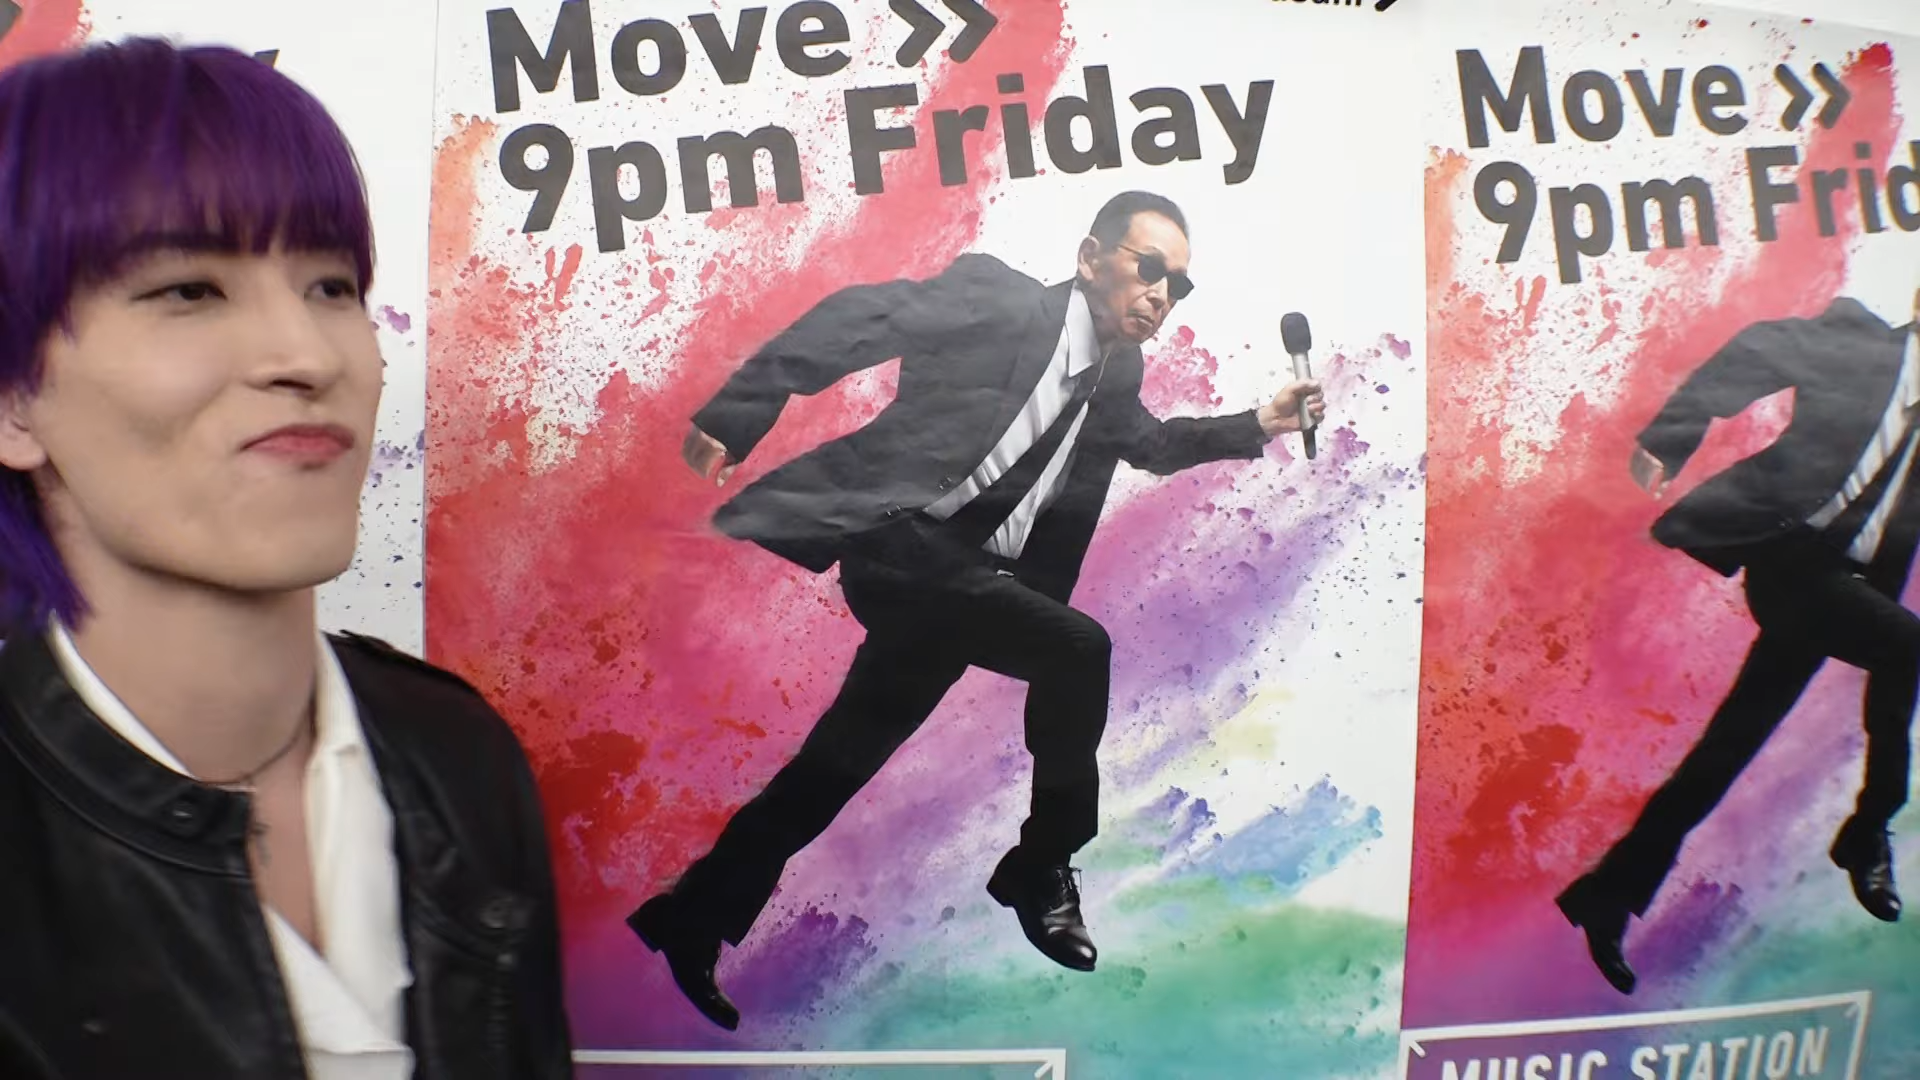 Move >>
9pm Friday
Move >>
9pm Frid
MUSIC STATION